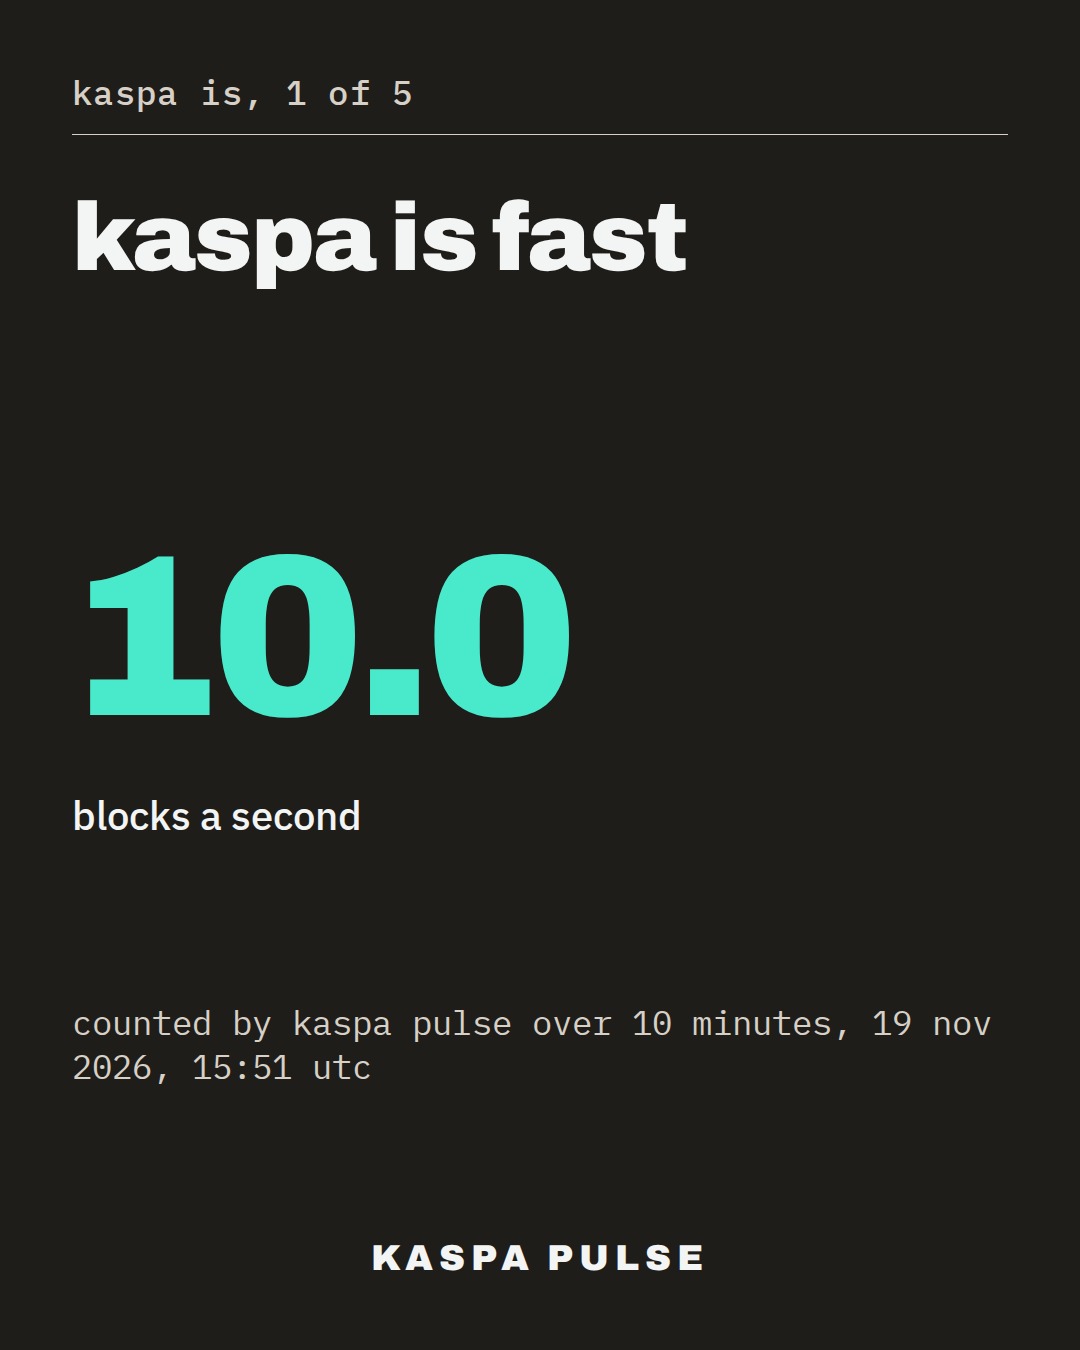 kaspa is, 1 of 5
kaspa is fast
10.0
blocks a second
counted by kaspa pulse over 10 minutes, 19 nov
2026, 15:51 utc
KASPA PULSE